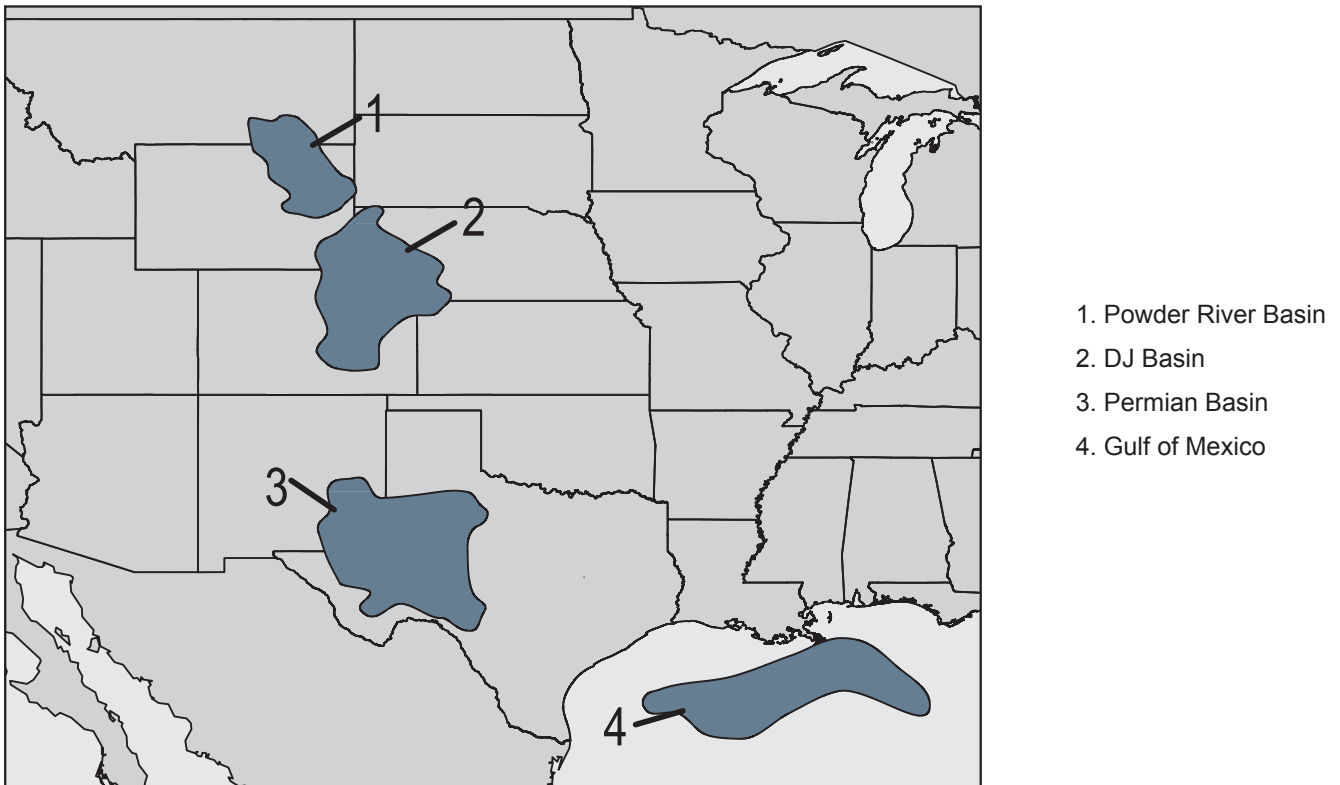 1
2
3
4
1. Powder River Basin
2. DJ Basin
3. Permian Basin
4. Gulf of Mexico